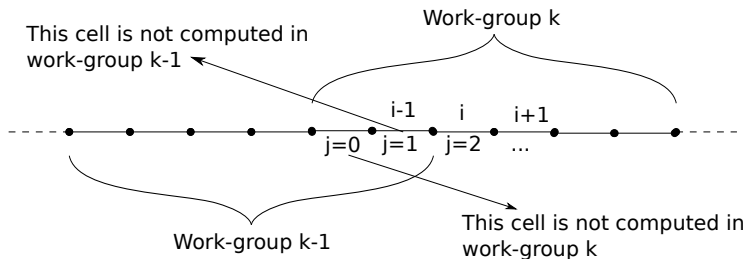 Work-group k
This cell is not computed in
work-group k-1
i-1 i i+1
j=0 j=1 j=2 ...
This cell is not computed in
work-group k
Work-group k-1